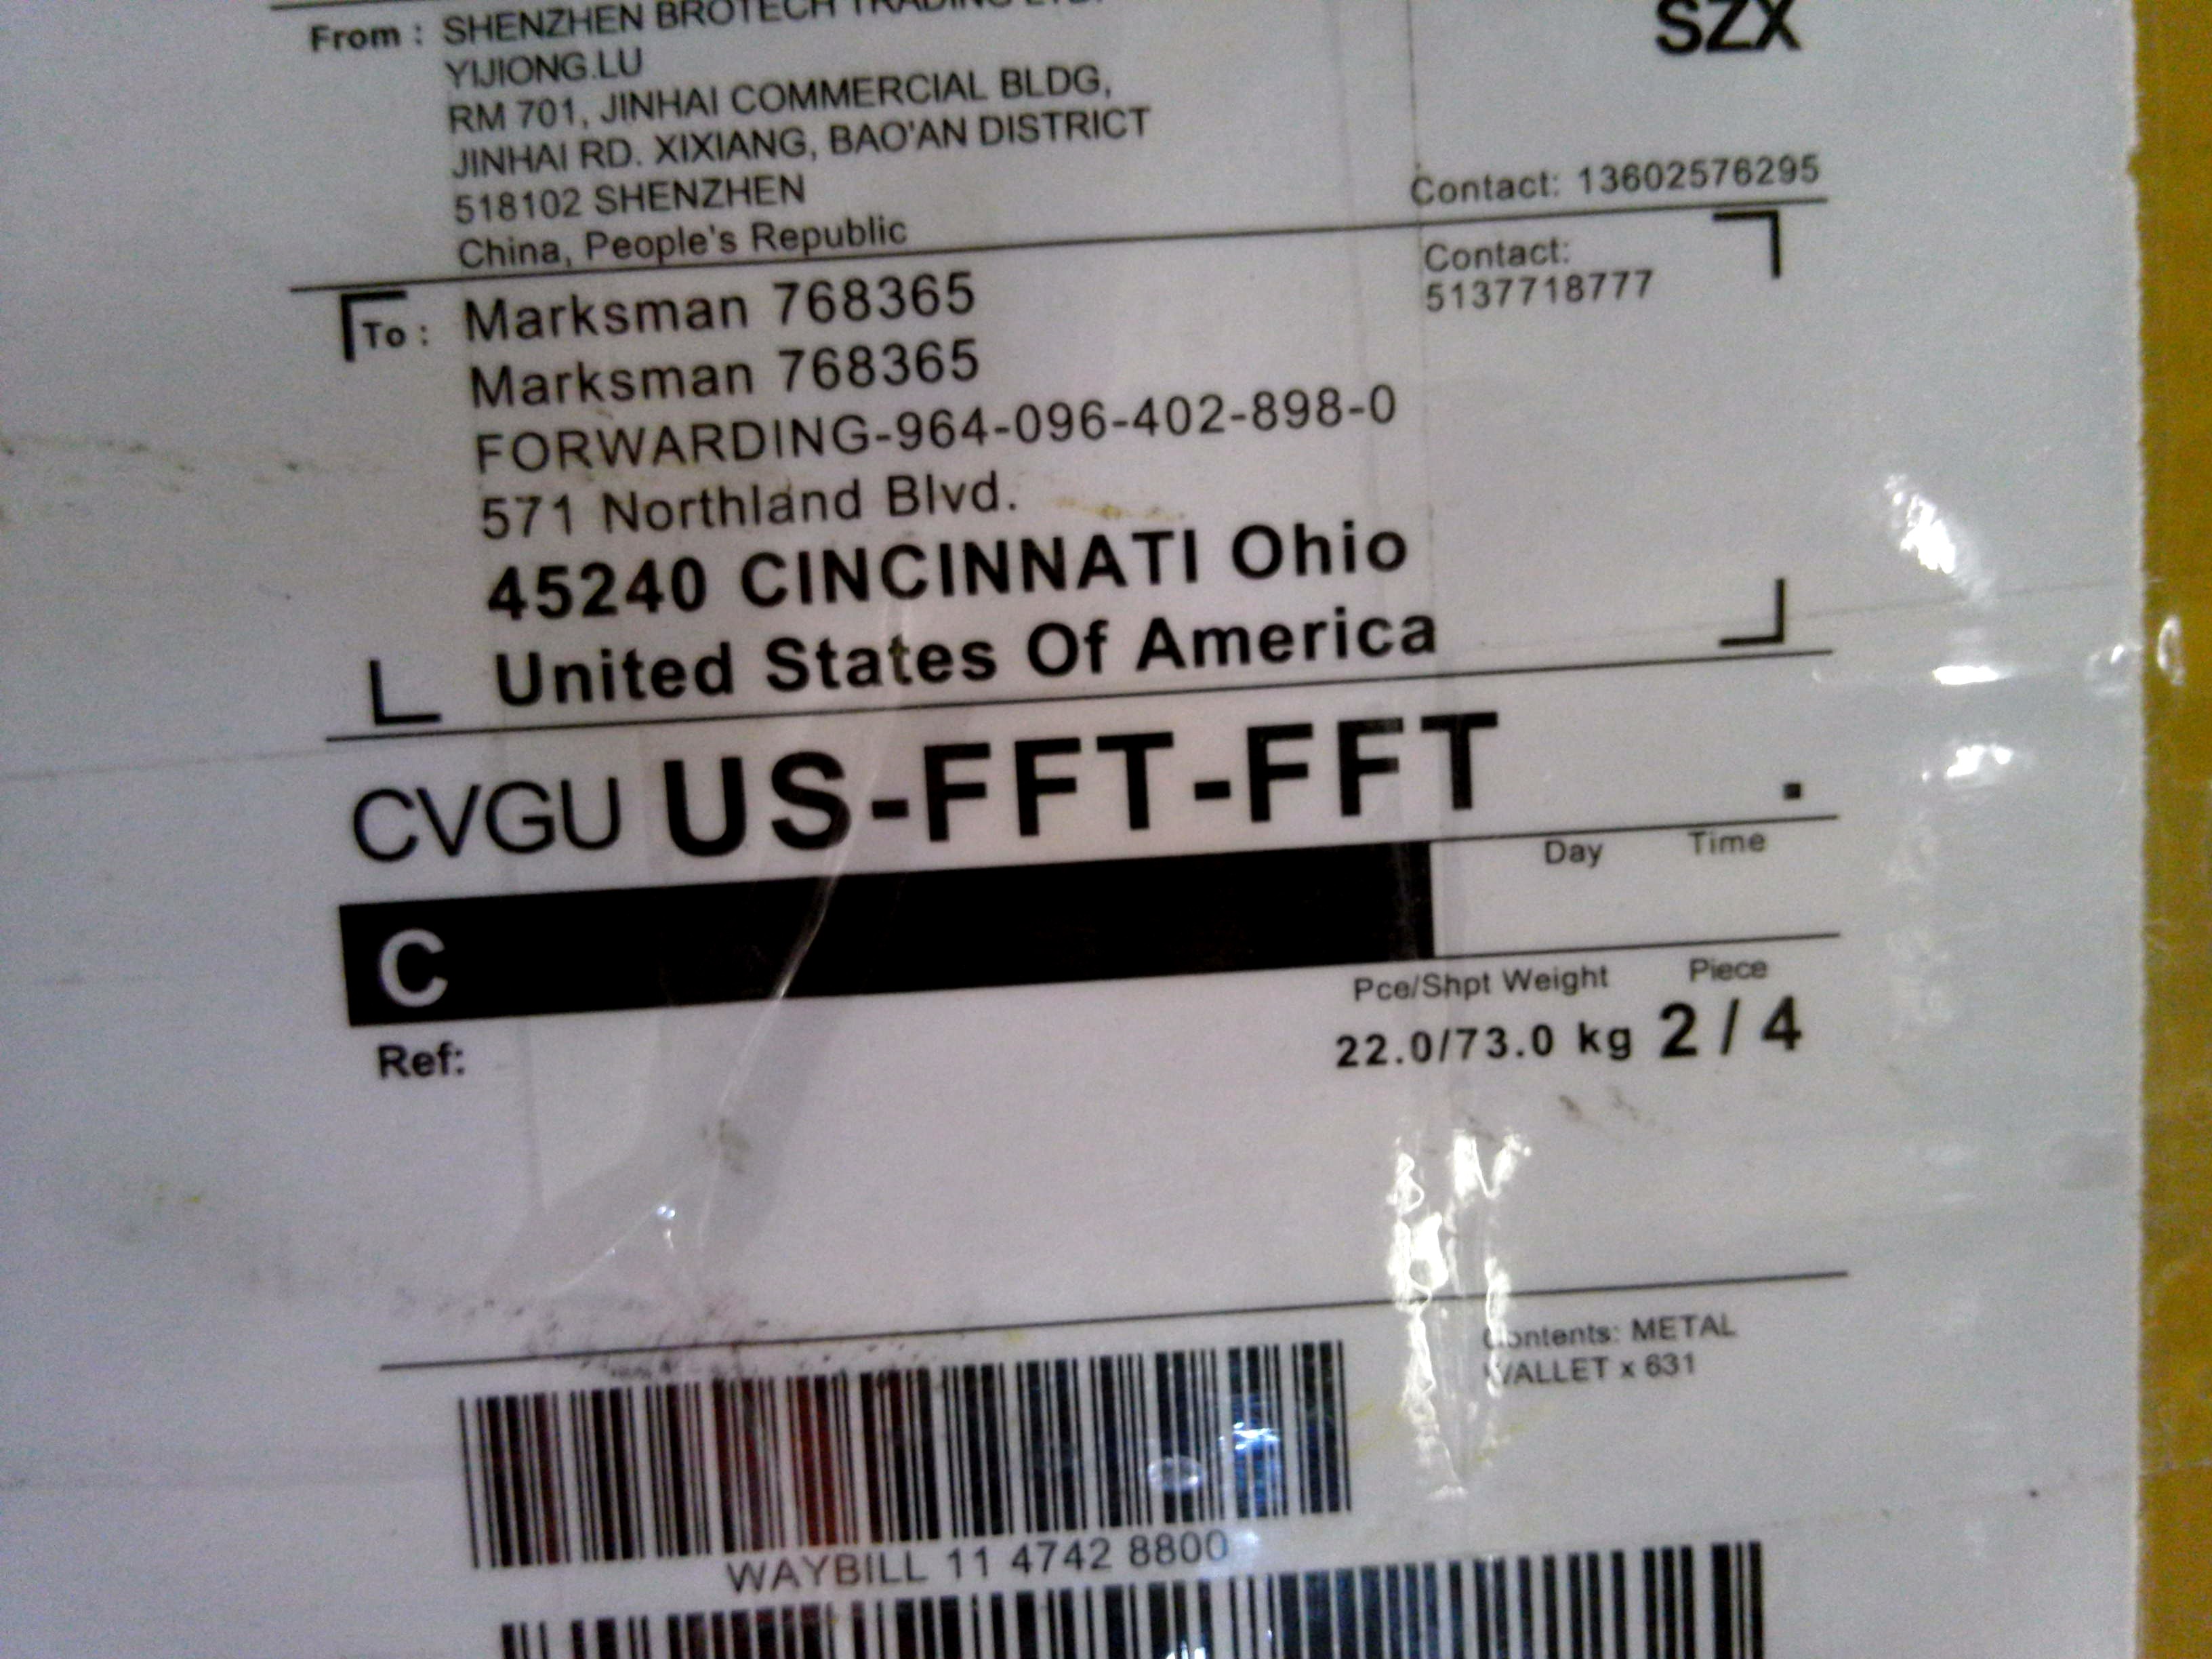 From : SHENZHEN BROTECH TRADING LTD.
SZX
YIJIONG.LU
RM 701, JINHAI COMMERCIAL BLDG,
JINHAI RD. XIXIANG, BAO'AN DISTRICT
518102 SHENZHEN
Contact: 13602576295
China, People's Republic
To : Marksman 768365
Contact:
5137718777
Marksman 768365
FORWARDING-964-096-402-898-0
571 Northland Blvd.
45240 CINCINNATI Ohio
United States Of America
CVGU US-FFT-FFT .
Day Time
C
Pce/Shpt Weight Piece
Ref: 22.0/73.0 kg 2 / 4
Contents: METAL
WALLET x 631
WAYBILL 11 4742 8800